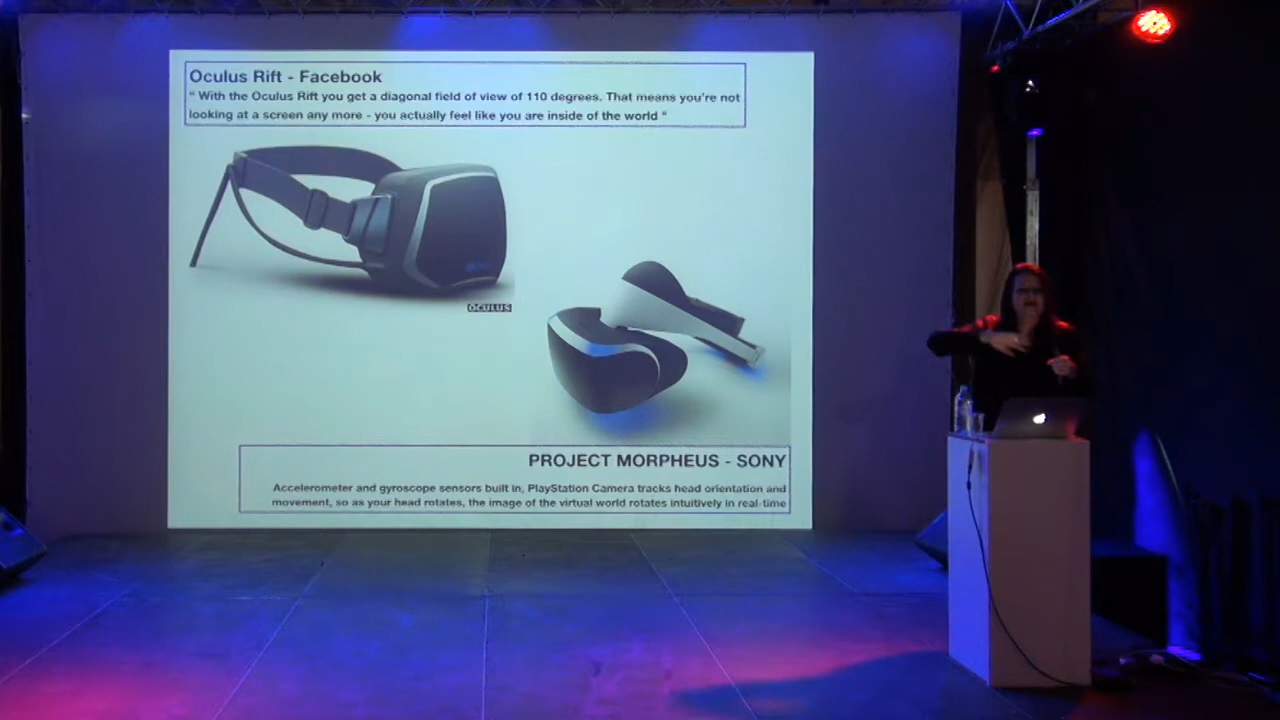 Oculus Rift - Facebook
" With the Oculus Rift you get a diagonal field of view of 110 degrees. That means you're not
looking at a screen any more - you actually feel like you are inside of the world "
OCULUS
PROJECT MORPHEUS - SONY
Accelerometer and gyroscope sensors built in, PlayStation Camera tracks head orientation and
movement, so as your head rotates, the image of the virtual world rotates intuitively in real-time